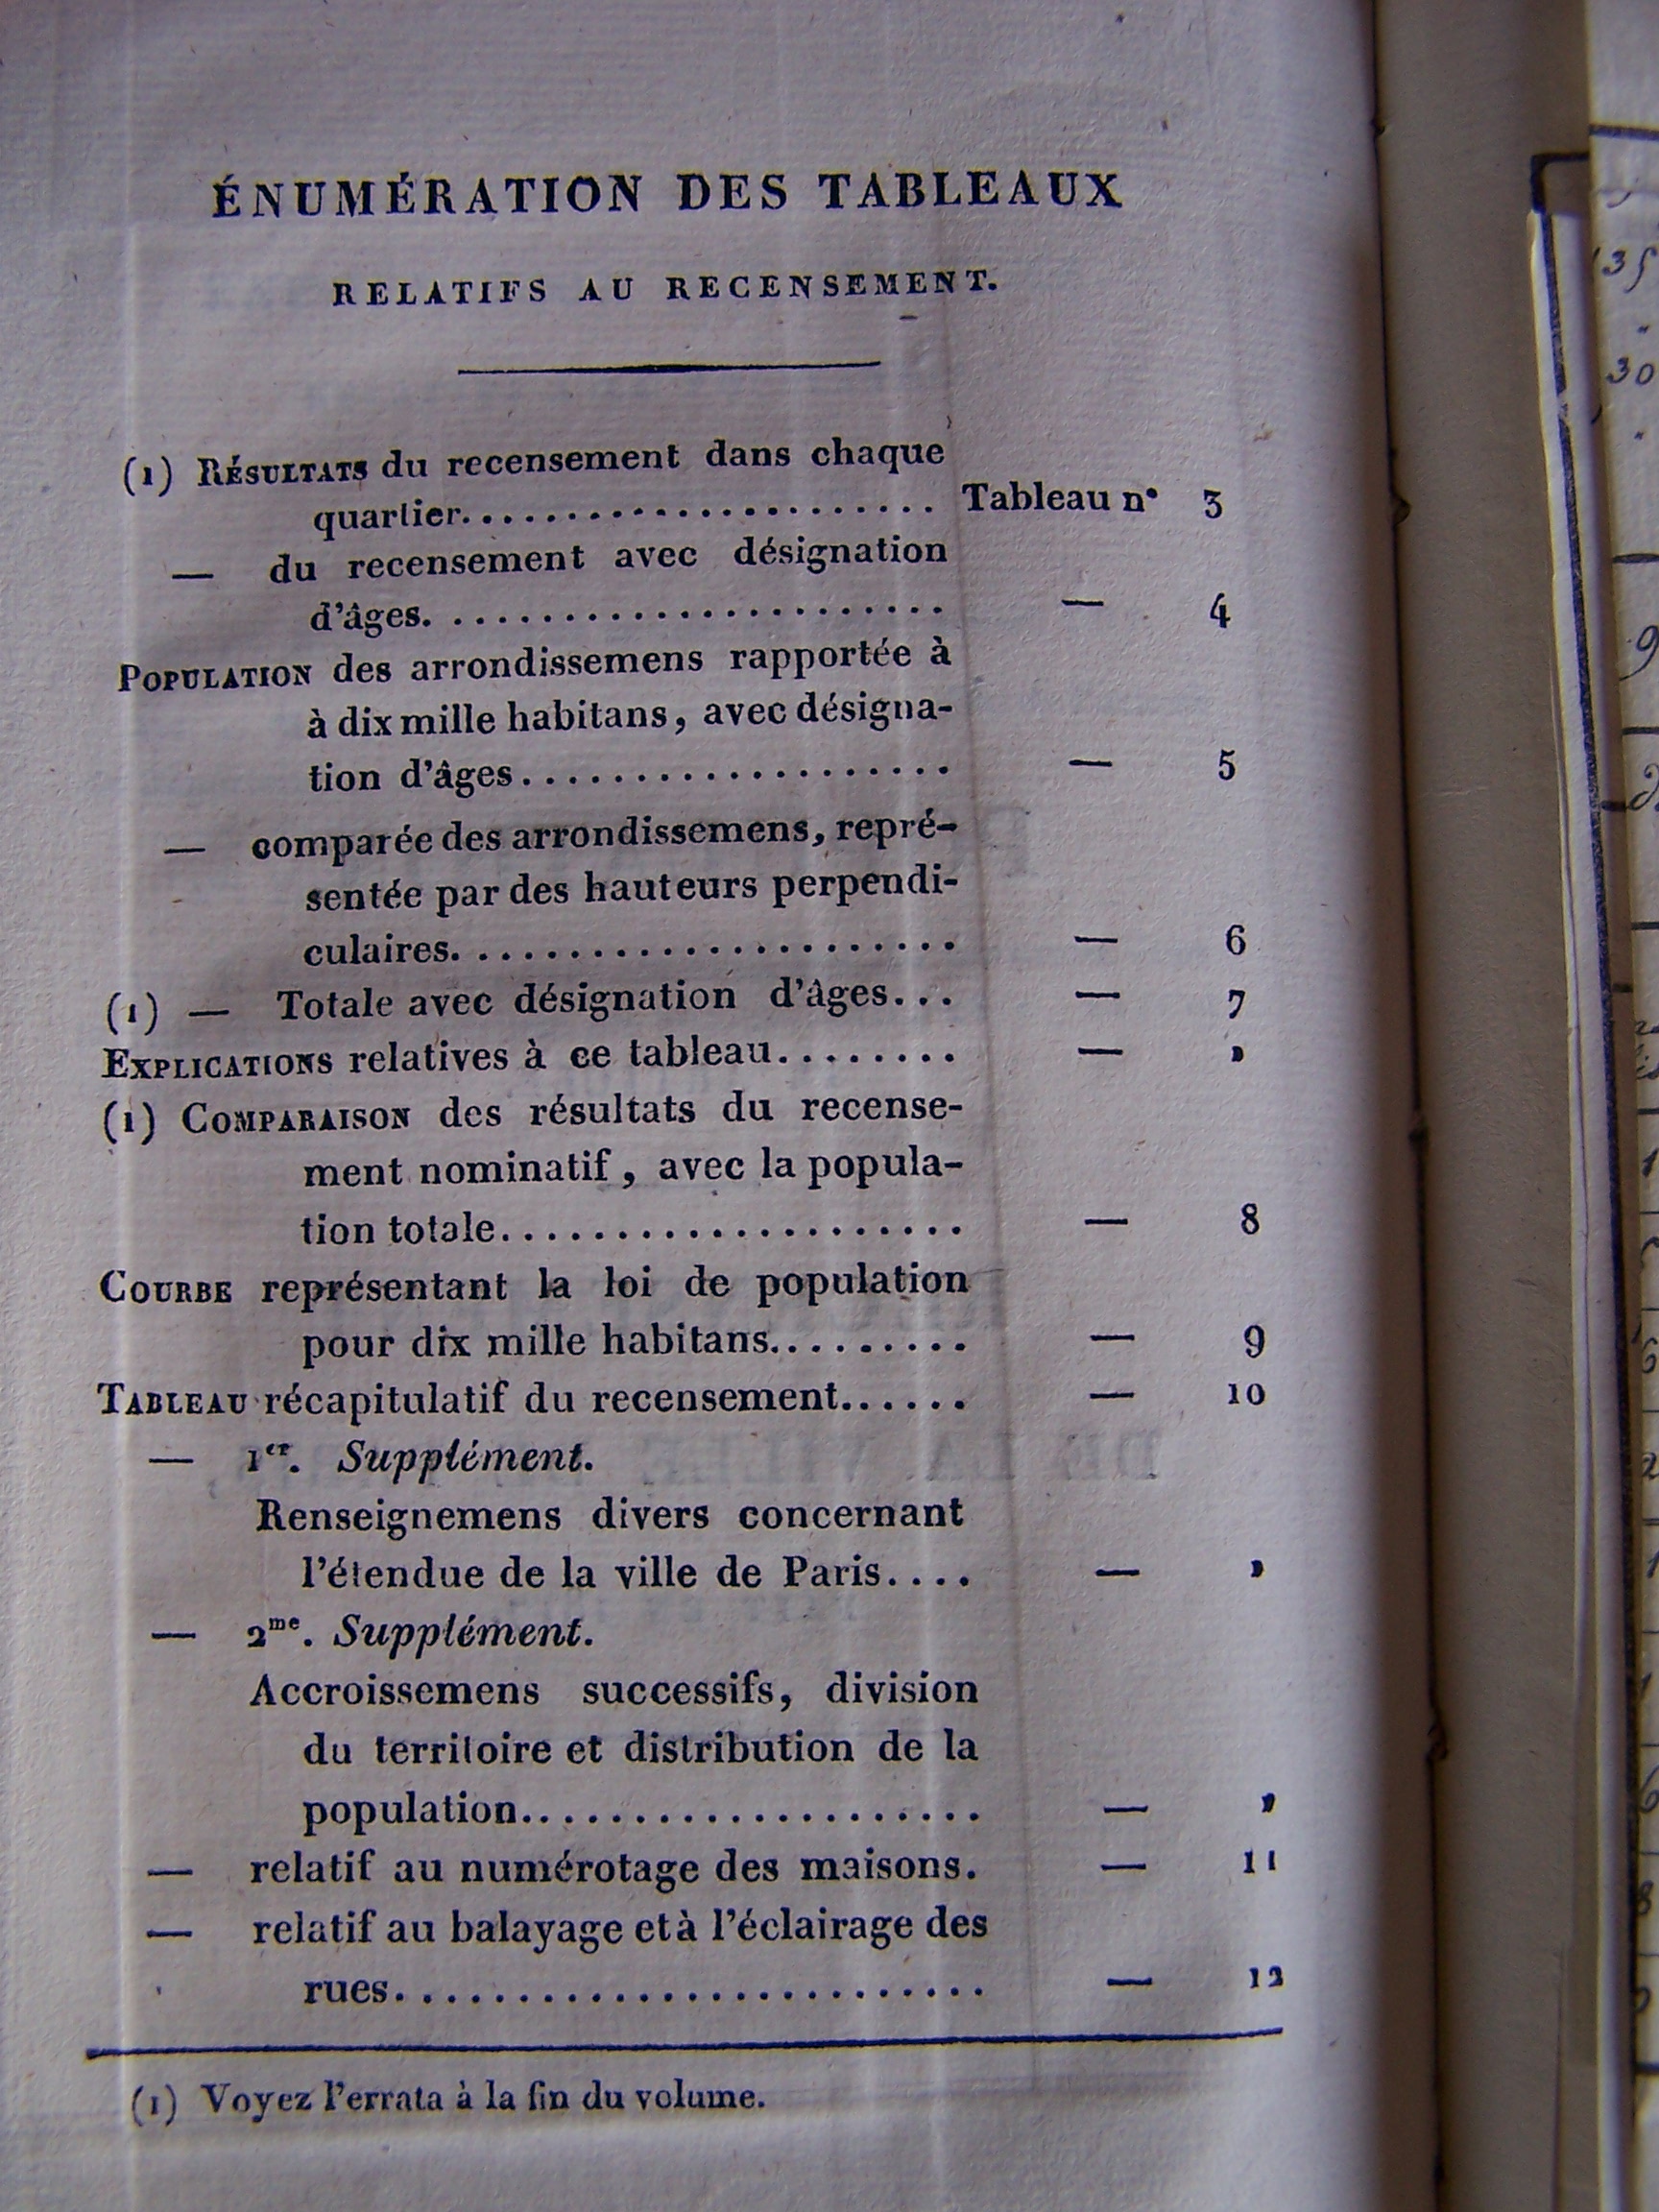 ÉNUMÉRATION DES TABLEAUX
RELATIFS AU RECENSEMENT.
(1) RÉSULTATS du recensement dans chaque
quartier....................... Tableau n° 3
— du recensement avec désignation
d'âges. ...................... — 4
POPULATION des arrondissemens rapportée à
à dix mille habitans, avec désigna-
tion d'âges................... — 5
— comparée des arrondissemens, repré-
sentée par des hauteurs perpendi-
culaires. ..................... — 6
(1) — Totale avec désignation d'âges... — 7
EXPLICATIONS relatives à ce tableau........ — »
(1) COMPARAISON des résultats du recense-
ment nominatif, avec la popula-
tion totale.................... — 8
COURBE représentant la loi de population
pour dix mille habitans......... — 9
TABLEAU récapitulatif du recensement...... — 10
— 1er. Supplément.
Renseignemens divers concernant
l'étendue de la ville de Paris.... — »
— 2me. Supplément.
Accroissemens successifs, division
du territoire et distribution de la
population.................... — »
— relatif au numérotage des maisons. — 11
— relatif au balayage et à l'éclairage des
rues.......................... — 12
(1) Voyez l'errata à la fin du volume.
35
30
9